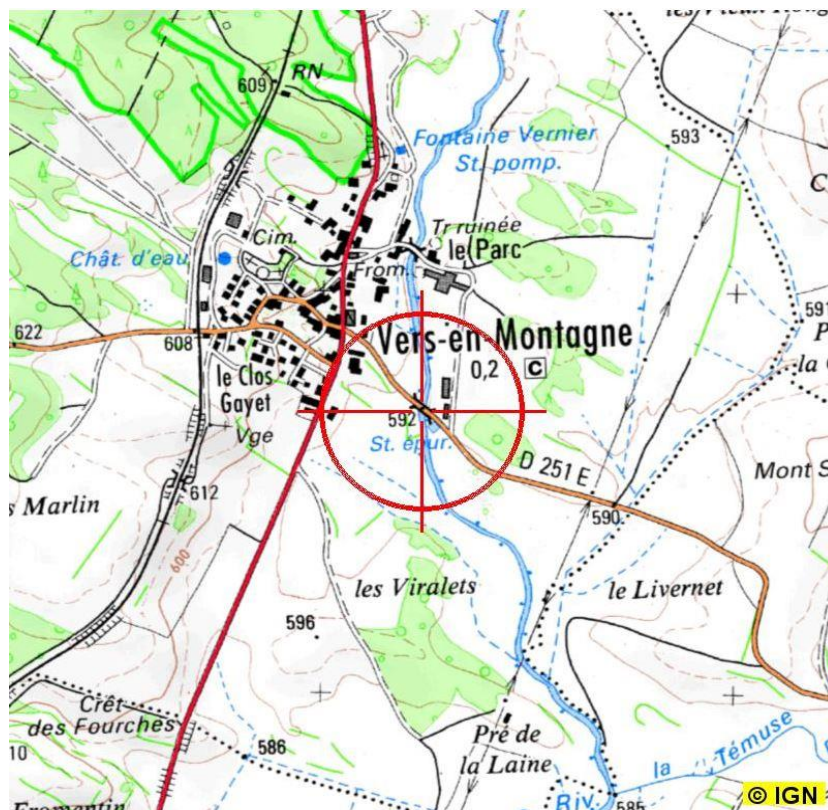 RN
609
Fontaine Vernier
St. pomp.
593
Tr ruinée
le Parc
Cim.
From.
Chât. d'eau
622
608
Vers-en-Montagne
0,2
C
le Clos
Gayet
592
Vge
St. épur.
D 251 E
612
Marlin
Mont S
590
600
les Viralets
le Livernet
596
Crêt
des Fourches
586
Pré de
la Laine
la Témuse
Riv
585
Fromantin
© IGN